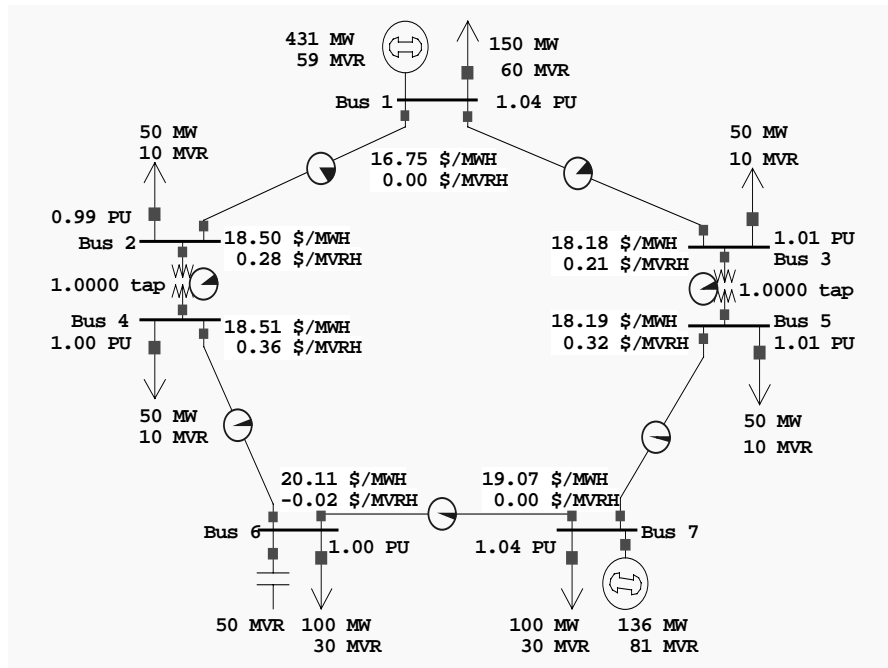 431 MW
59 MVR
150 MW
60 MVR
Bus 1
1.04 PU
50 MW
10 MVR
16.75 $/MWH
0.00 $/MVRH
50 MW
10 MVR
0.99 PU
Bus 2
18.50 $/MWH
0.28 $/MVRH
18.18 $/MWH
0.21 $/MVRH
1.01 PU
Bus 3
1.0000 tap
1.0000 tap
Bus 4
1.00 PU
18.51 $/MWH
0.36 $/MVRH
18.19 $/MWH
0.32 $/MVRH
Bus 5
1.01 PU
50 MW
10 MVR
50 MW
10 MVR
20.11 $/MWH
-0.02 $/MVRH
19.07 $/MWH
0.00 $/MVRH
Bus 6
1.00 PU
1.04 PU
Bus 7
50 MVR
100 MW
30 MVR
100 MW
30 MVR
136 MW
81 MVR